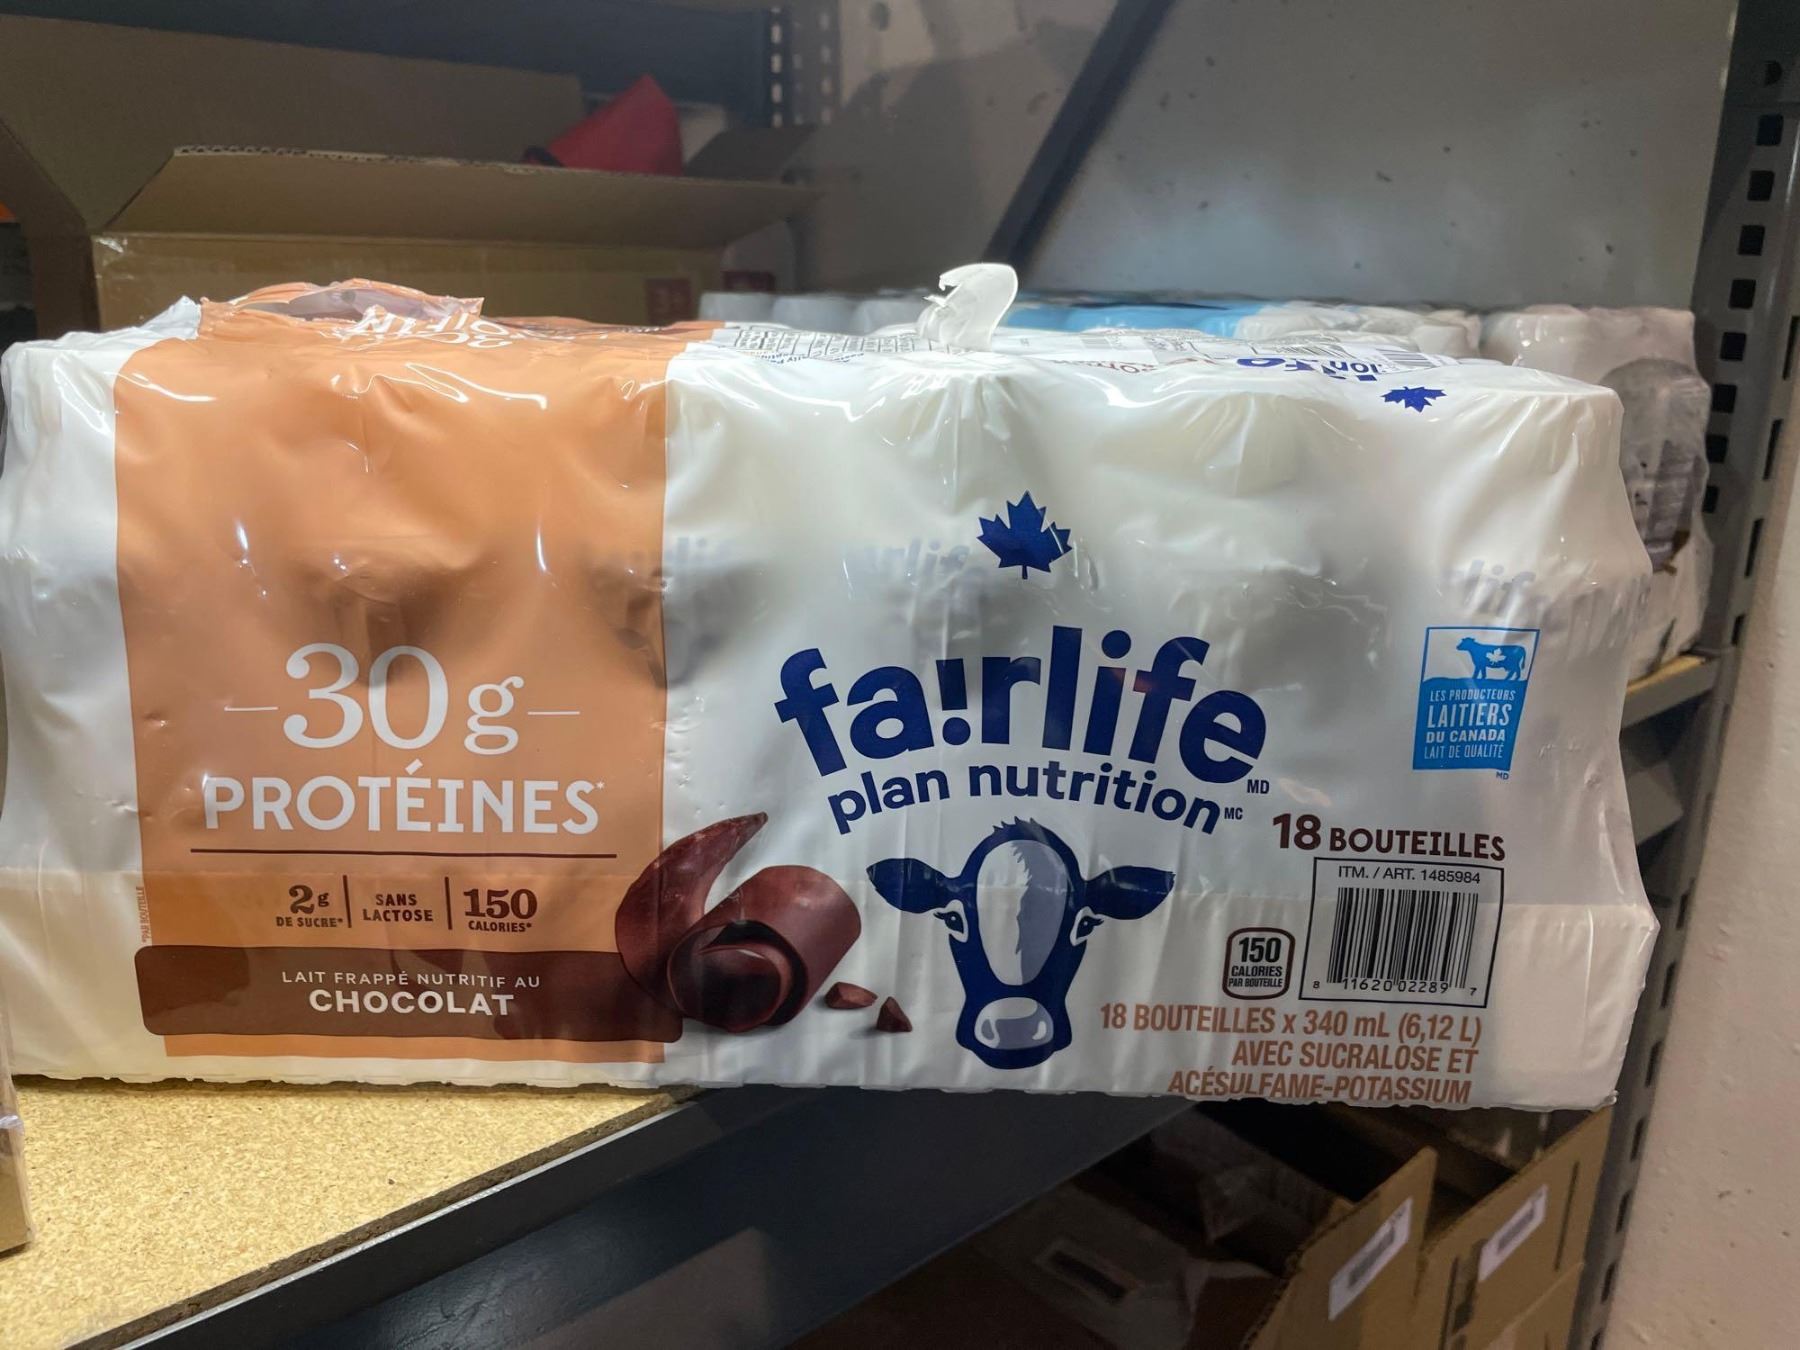 30 g
PROTÉINES*
2g
DE SUCRE*
SANS
LACTOSE
150
CALORIES*
*PAR BOUTEILLE
LAIT FRAPPÉ NUTRITIF AU
CHOCOLAT
fa!rlife MD
plan nutrition MC
LES PRODUCTEURS
LAITIERS
DU CANADA
LAIT DE QUALITÉ
MD
18 BOUTEILLES
ITM. / ART. 1485984
8 11620 02289 7
150
CALORIES
PAR BOUTEILLE
18 BOUTEILLES x 340 mL (6,12 L)
AVEC SUCRALOSE ET
ACÉSULFAME-POTASSIUM